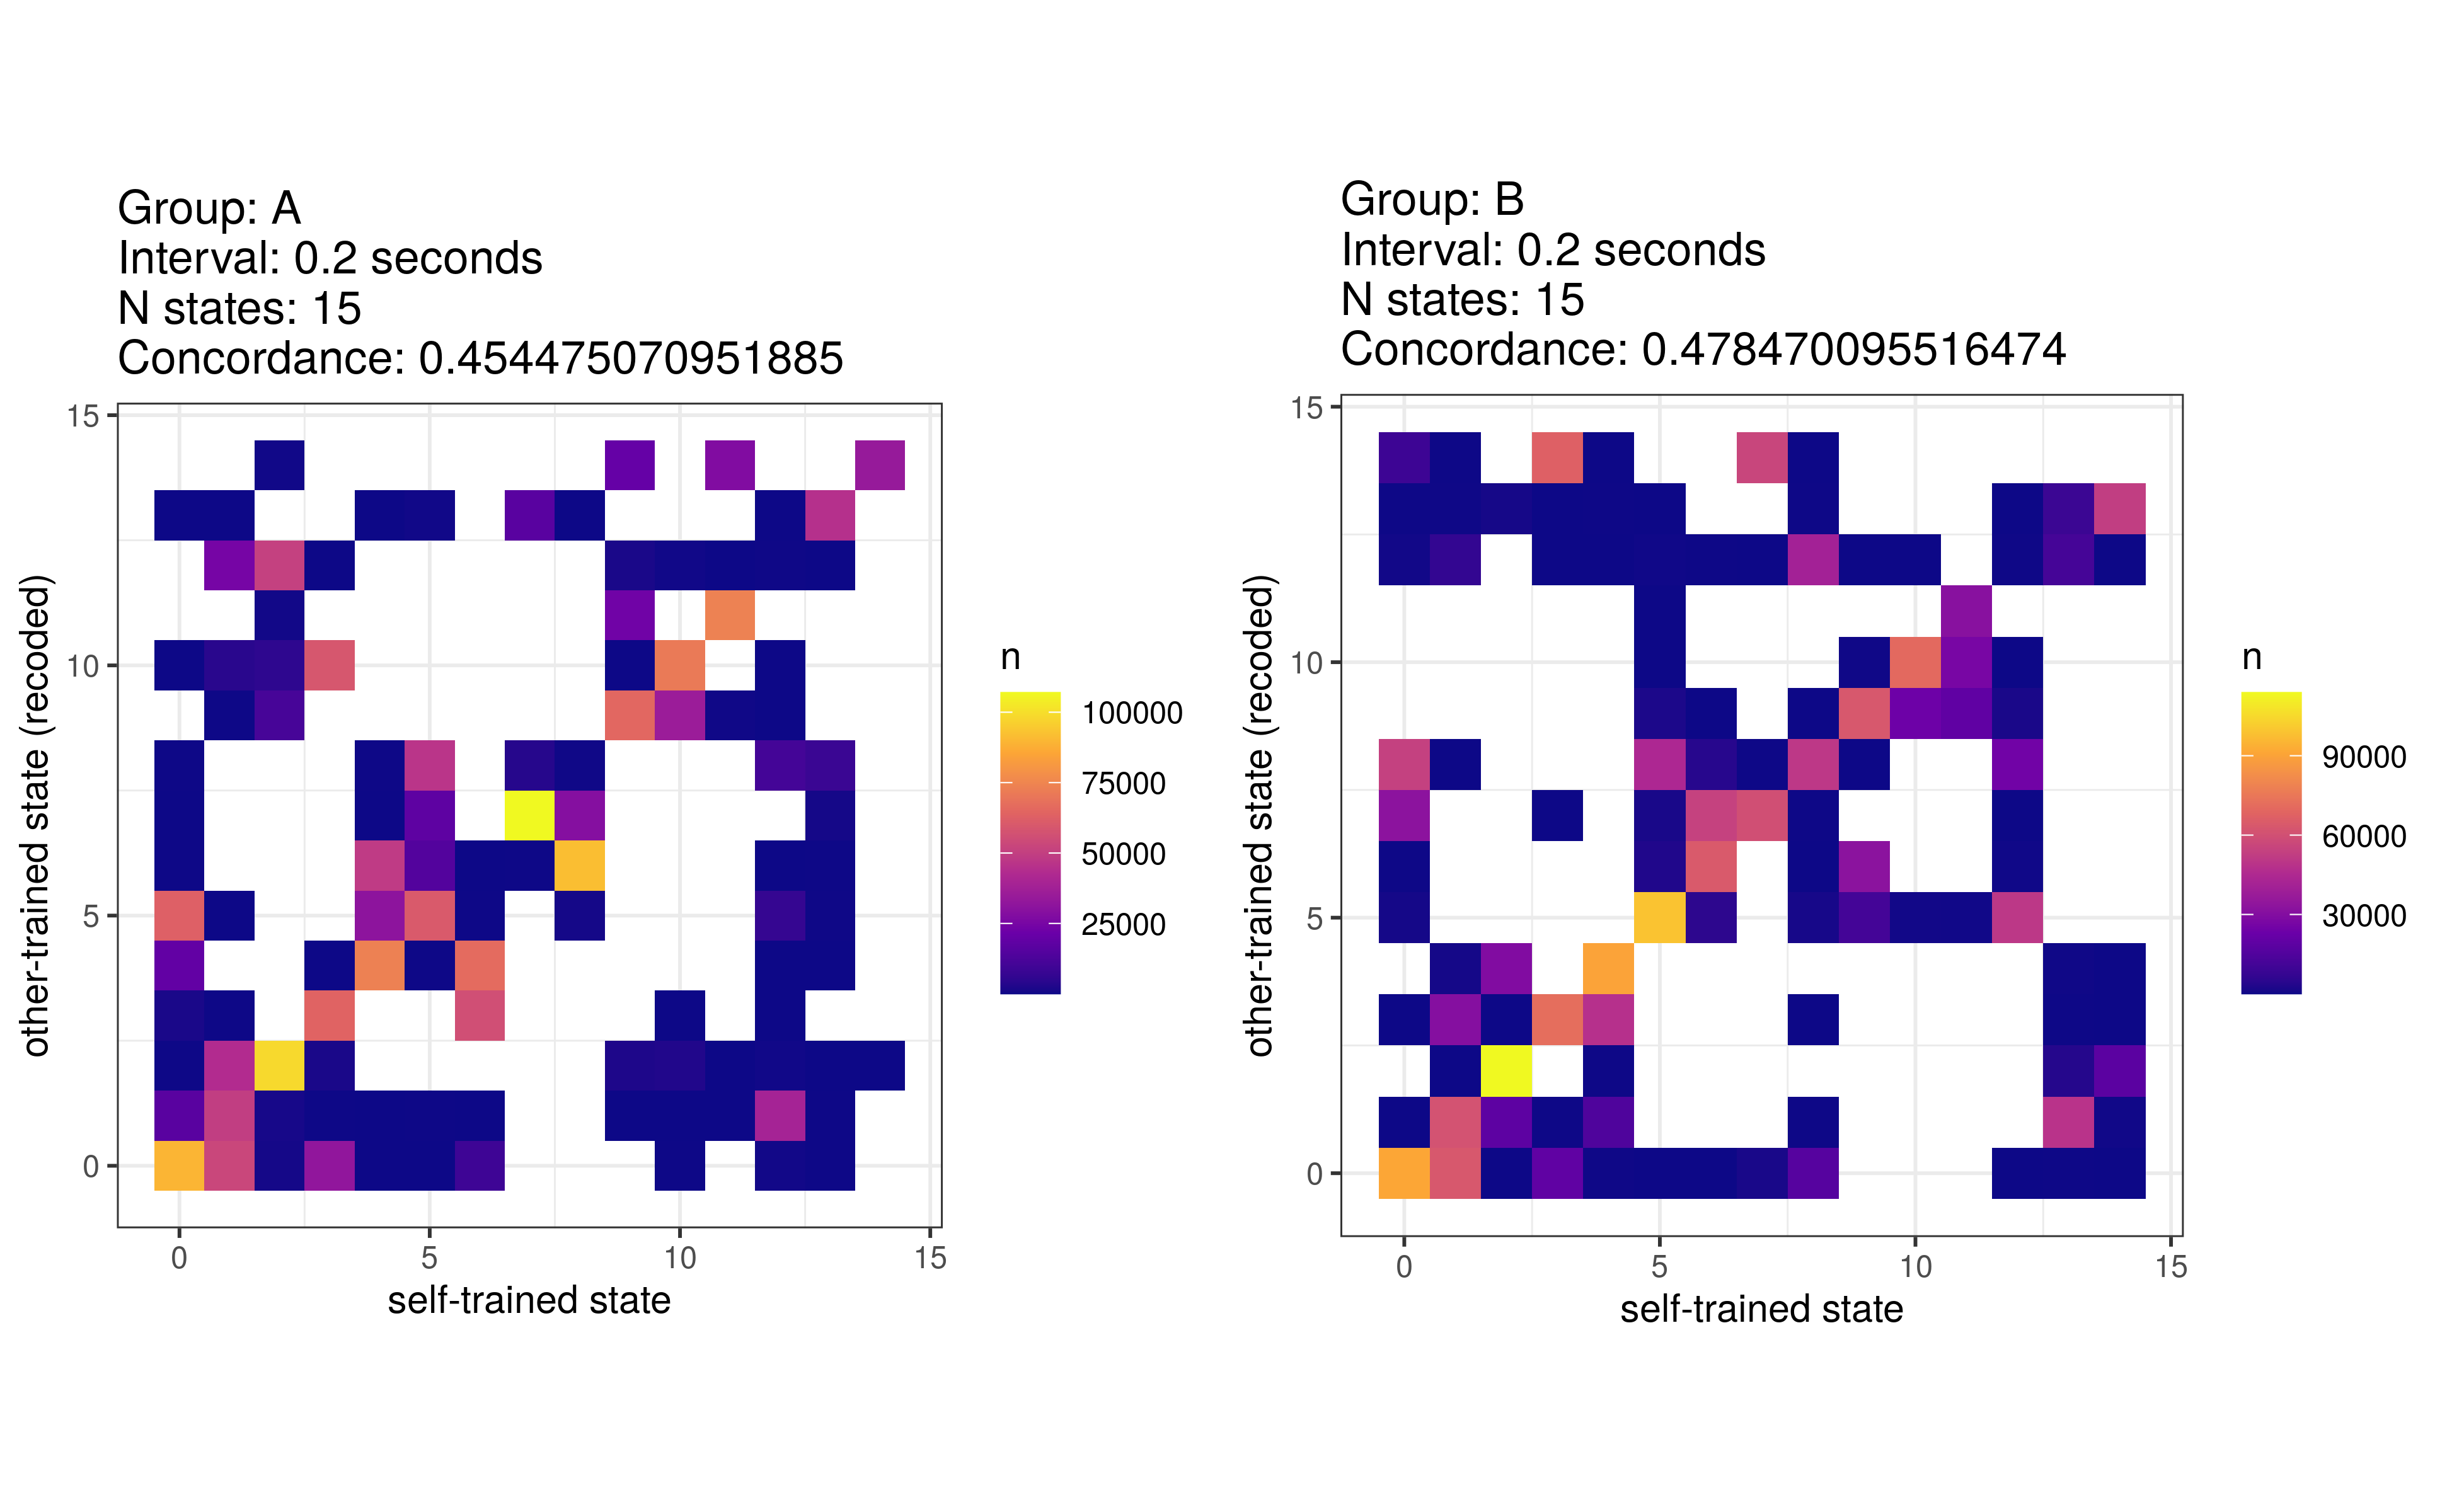 Group: A
Interval: 0.2 seconds
N states: 15
Concordance: 0.454475070951885
15
10
5
0
0
5
10
15
other-trained state (recoded)
self-trained state
n
100000
75000
50000
25000
Group: B
Interval: 0.2 seconds
N states: 15
Concordance: 0.478470095516474
15
10
5
0
0
5
10
15
other-trained state (recoded)
self-trained state
n
90000
60000
30000